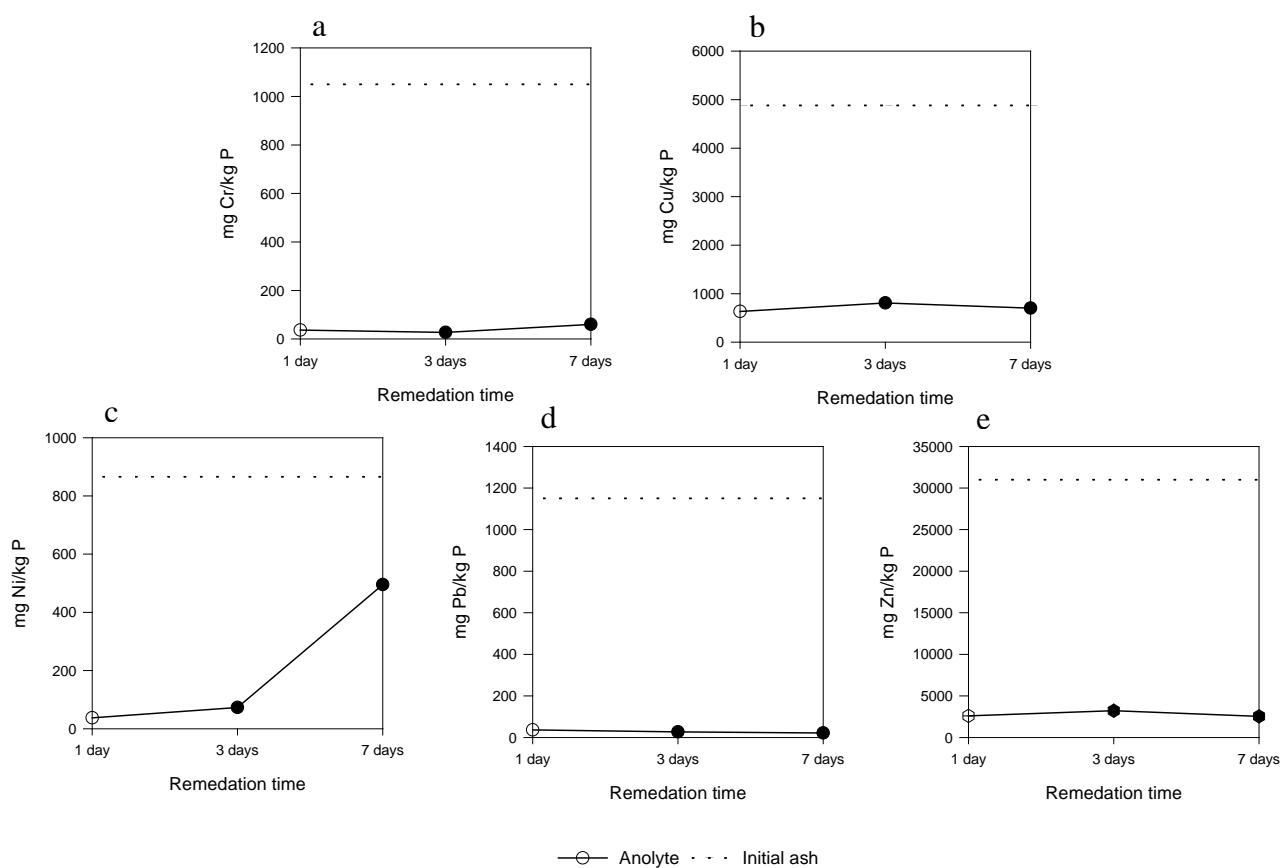 a
1200
1000
800
600
400
200
0
mg Cr/kg P
1 day 3 days 7 days
Remedation time
b
6000
5000
4000
3000
2000
1000
0
mg Cu/kg P
1 day 3 days 7 days
Remedation time
c
1000
800
600
400
200
0
mg Ni/kg P
1 day 3 days 7 days
Remedation time
d
1400
1200
1000
800
600
400
200
0
mg Pb/kg P
1 day 3 days 7 days
Remedation time
e
35000
30000
25000
20000
15000
10000
5000
0
mg Zn/kg P
1 day 3 days 7 days
Remedation time
Anolyte Initial ash